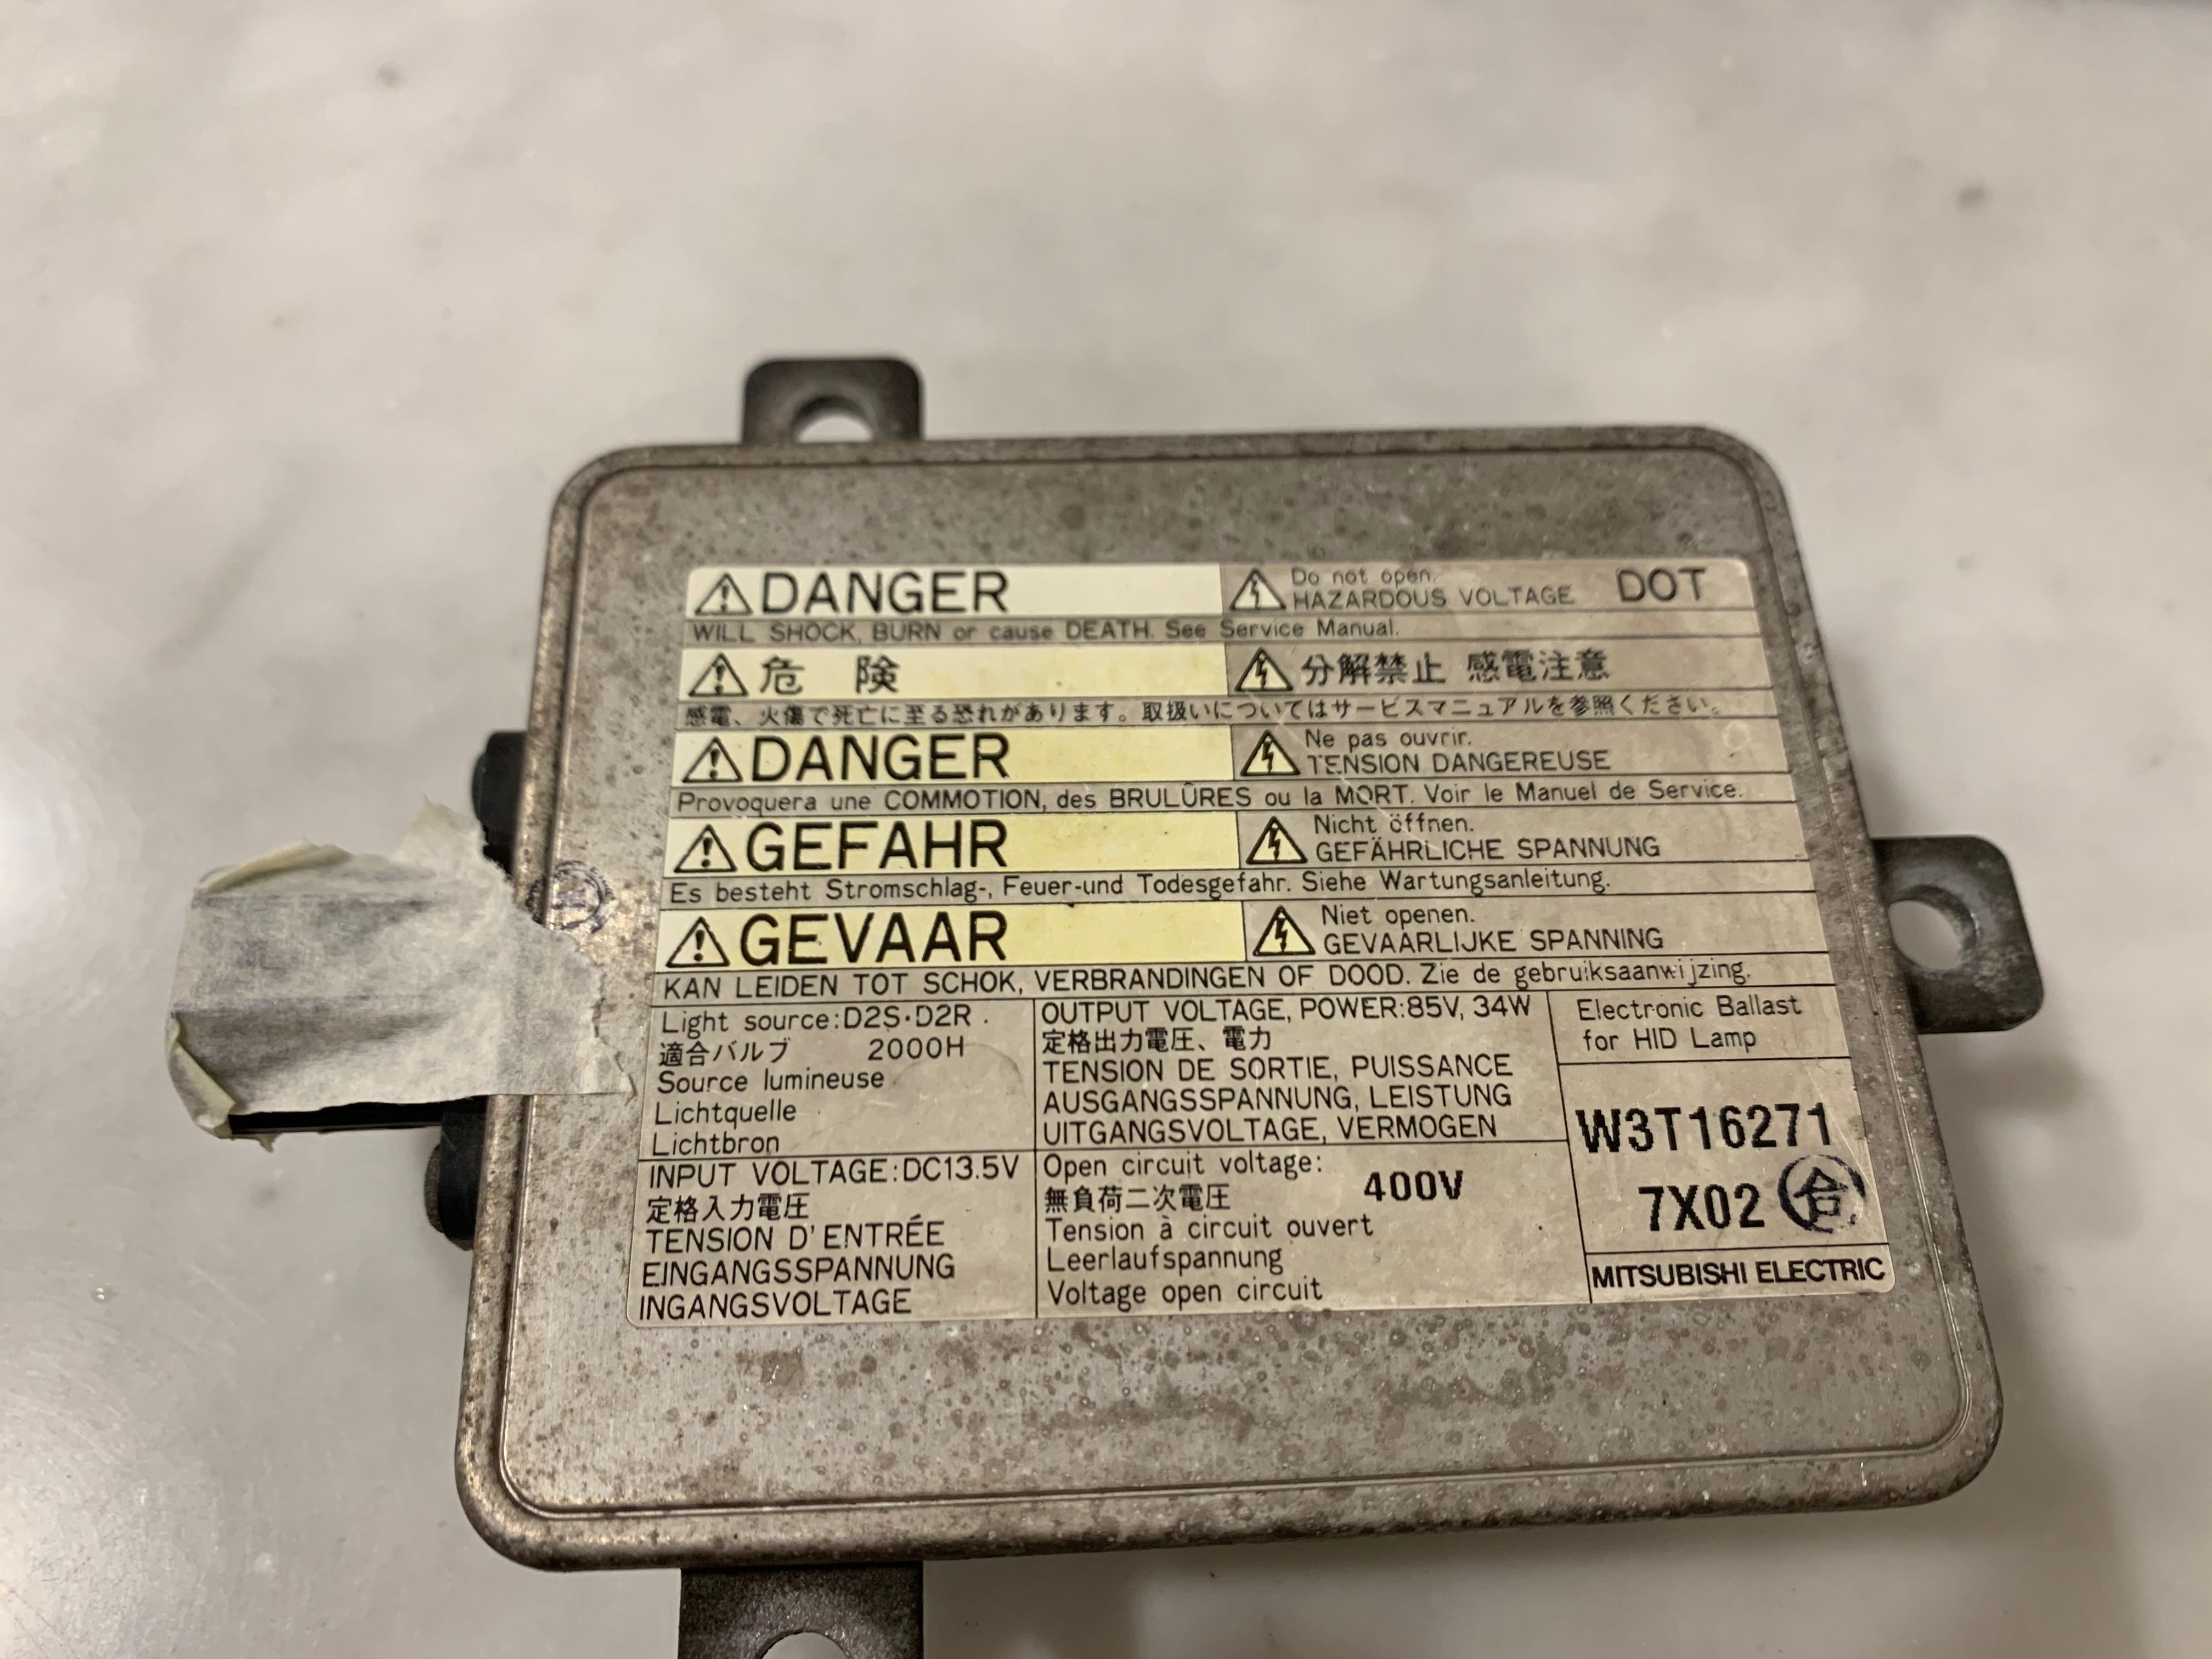 DANGER
Do not open.
HAZARDOUS VOLTAGE DOT
WILL SHOCK, BURN or cause DEATH. See Service Manual.
危 険
分解禁止 感電注意
感電、火傷で死亡に至る恐れがあります。取扱いについてはサービスマニュアルを参照ください。
DANGER
Ne pas ouvrir.
TENSION DANGEREUSE
Provoquera une COMMOTION, des BRULÛRES ou la MORT. Voir le Manuel de Service.
GEFAHR
Nicht öffnen.
GEFÄHRLICHE SPANNUNG
Es besteht Stromschlag-, Feuer-und Todesgefahr. Siehe Wartungsanleitung.
GEVAAR
Niet openen.
GEVAARLIJKE SPANNING
KAN LEIDEN TOT SCHOK, VERBRANDINGEN OF DOOD. Zie de gebruiksaanwijzing.
Light source:D2S·D2R
適合バルブ 2000H
Source lumineuse
Lichtquelle
Lichtbron
OUTPUT VOLTAGE, POWER:85V, 34W
定格出力電圧、電力
TENSION DE SORTIE, PUISSANCE
AUSGANGSSPANNUNG, LEISTUNG
UITGANGSVOLTAGE, VERMOGEN
Electronic Ballast
for HID Lamp
INPUT VOLTAGE:DC13.5V
定格入力電圧
TENSION D'ENTRÉE
EINGANGSSPANNUNG
INGANGSVOLTAGE
Open circuit voltage:
無負荷二次電圧 400V
Tension à circuit ouvert
Leerlaufspannung
Voltage open circuit
W3T16271
7X02 合
MITSUBISHI ELECTRIC